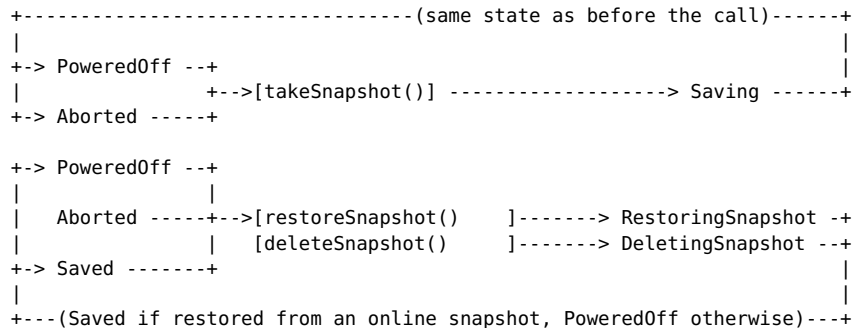 +---------------------------------(same state as before the call)------+
|                                                                      |
+-> PoweredOff --+                                                     |
|                +-->[takeSnapshot()] -------------------> Saving ------+
+-> Aborted -----+

+-> PoweredOff --+
|                |
|   Aborted -----+-->[restoreSnapshot()    ]-------> RestoringSnapshot -+
|                |   [deleteSnapshot()     ]-------> DeletingSnapshot --+
+-> Saved -------+                                                     |
|                                                                      |
+---(Saved if restored from an online snapshot, PoweredOff otherwise)---+